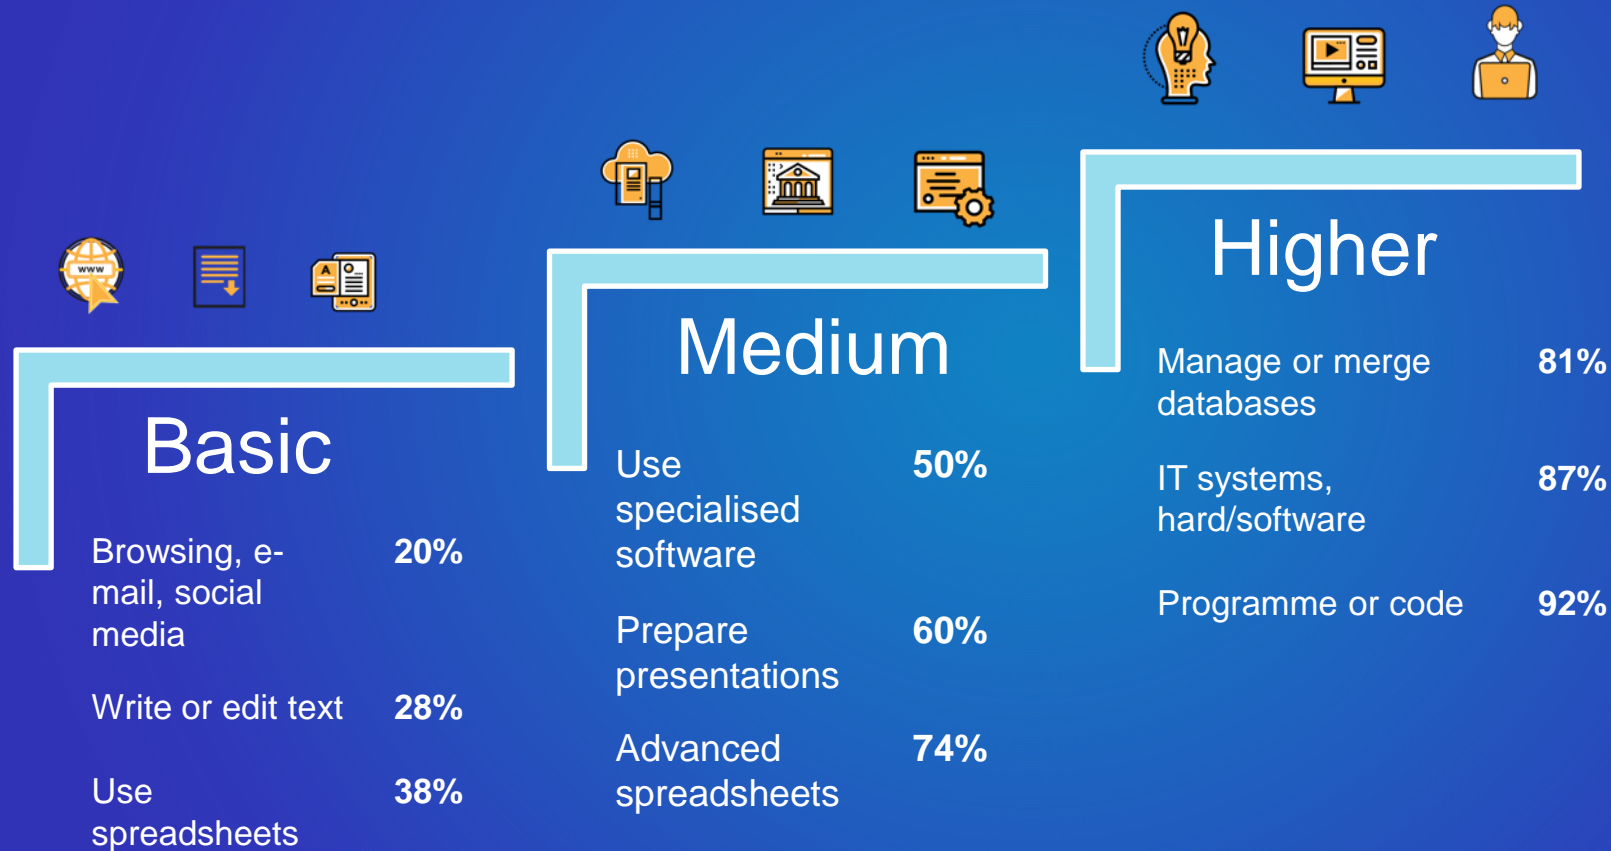 www
A
Basic
Browsing, e-    20%
mail, social
media
Write or edit text    28%
Use    38%
spreadsheets
Medium
Use    50%
specialised
software
Prepare    60%
presentations
Advanced    74%
spreadsheets
Higher
Manage or merge    81%
databases
IT systems,    87%
hard/software
Programme or code    92%